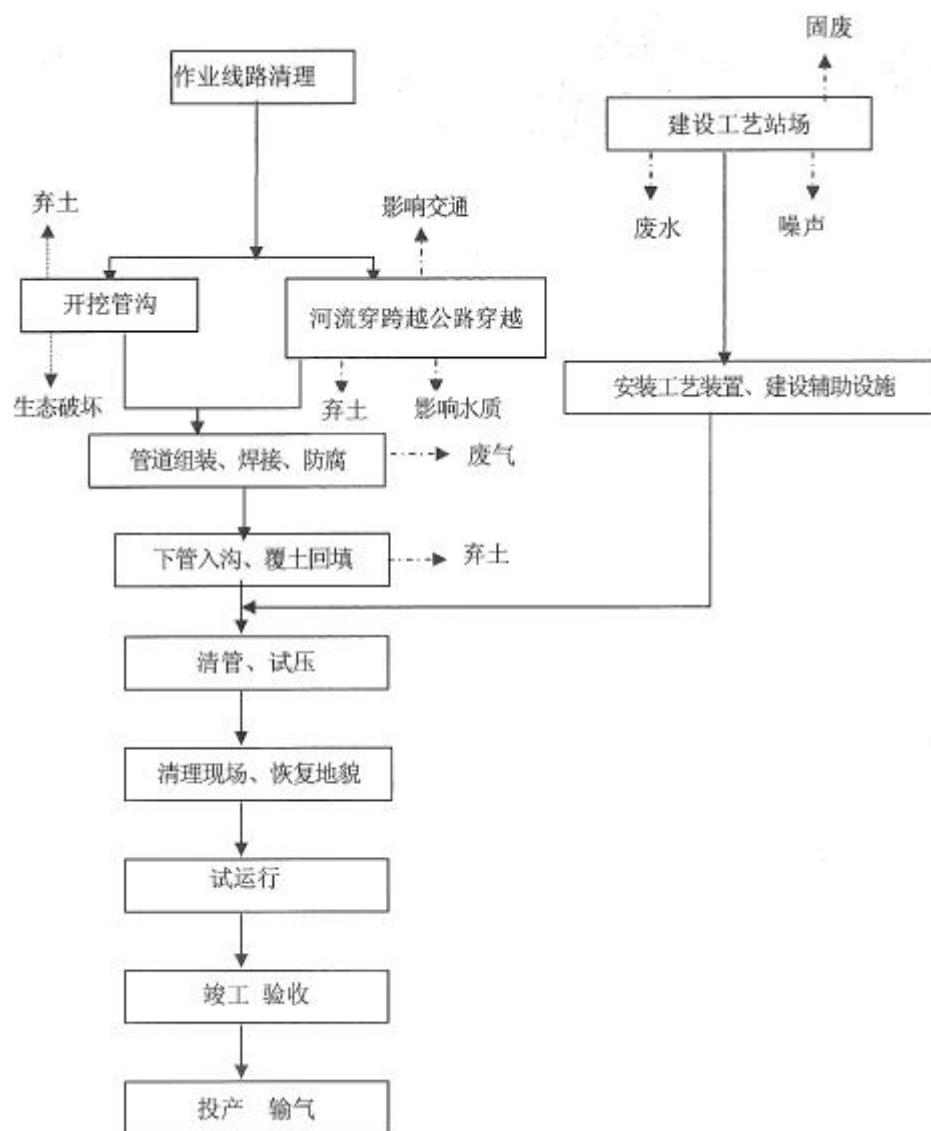 固废
作业线路清理
建设工艺站场
弃土
影响交通
废水
噪声
开挖管沟
河流穿跨越公路穿越
生态破坏
弃土
影响水质
安装工艺装置、建设辅助设施
管道组装、焊接、防腐
废气
下管入沟、覆土回填
弃土
清管、试压
清理现场、恢复地貌
试运行
竣工 验收
投产 输气